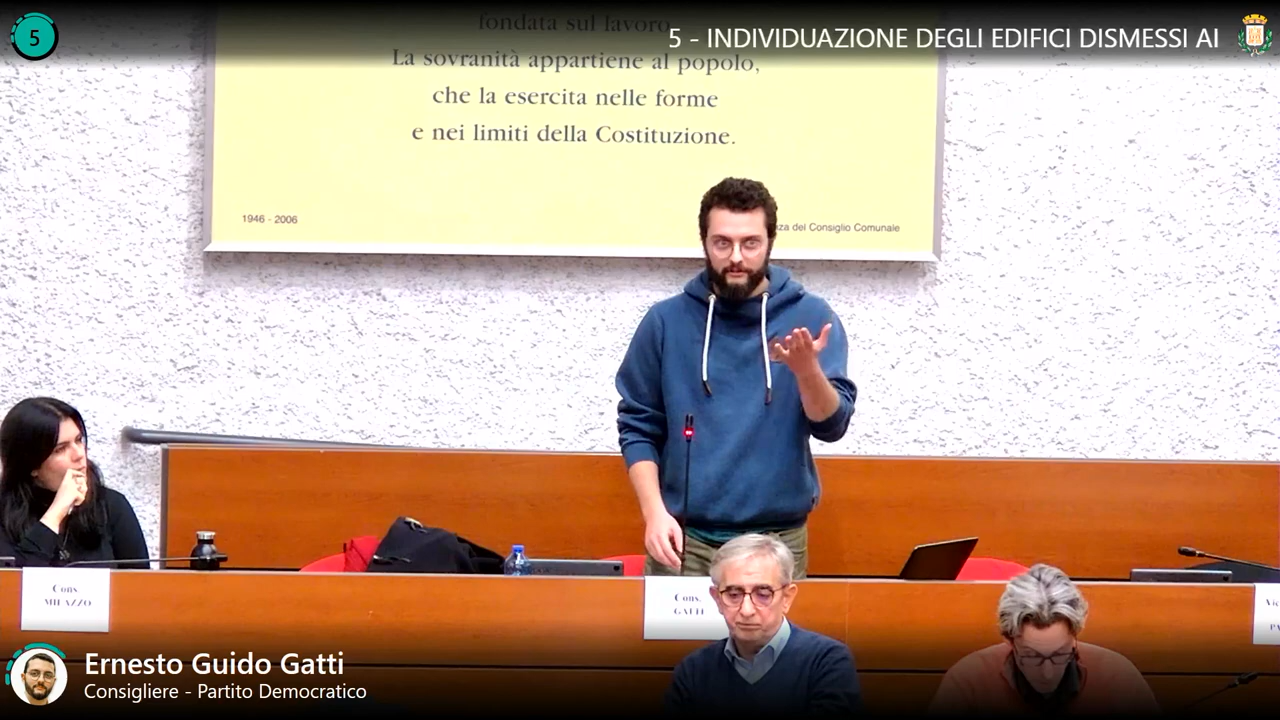 5
5 - INDIVIDUAZIONE DEGLI EDIFICI DISMESSI AI
fondata sul lavoro
La sovranità appartiene al popolo,
che la esercita nelle forme
e nei limiti della Costituzione.
1946 - 2006
del Consiglio Comunale
Cons.
MILAZZO
Cons.
GATTI
Ernesto Guido Gatti
Consigliere - Partito Democratico